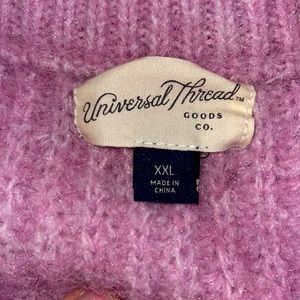 Universal Thread™
GOODS
CO.
XXL
MADE IN
CHINA